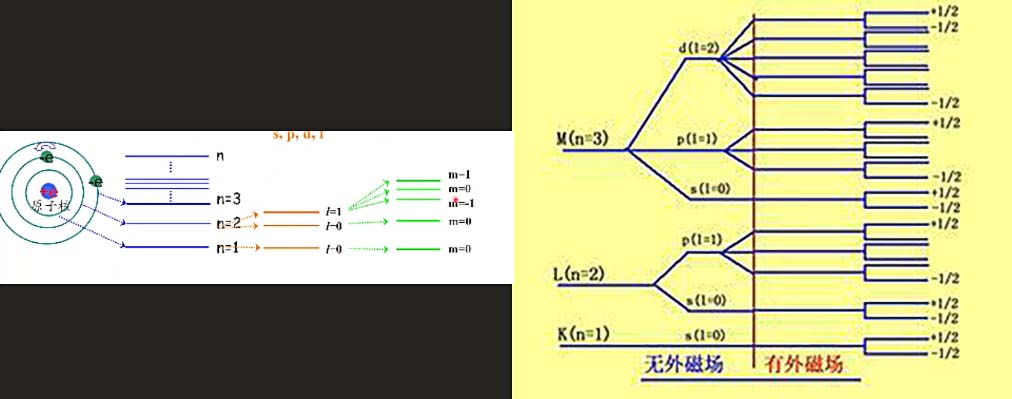 s, p, d, f
-e
-e
+e
原子核
n
n=3
n=2
n=1
l=1
l=0
l=0
m=1
m=0
m=-1
m=0
m=0
M(n=3)
d(l=2)
p(l=1)
s(l=0)
L(n=2)
p(l=1)
s(l=0)
K(n=1)
s(l=0)
+1/2
-1/2
-1/2
+1/2
-1/2
+1/2
-1/2
+1/2
-1/2
+1/2
-1/2
+1/2
-1/2
无外磁场
有外磁场